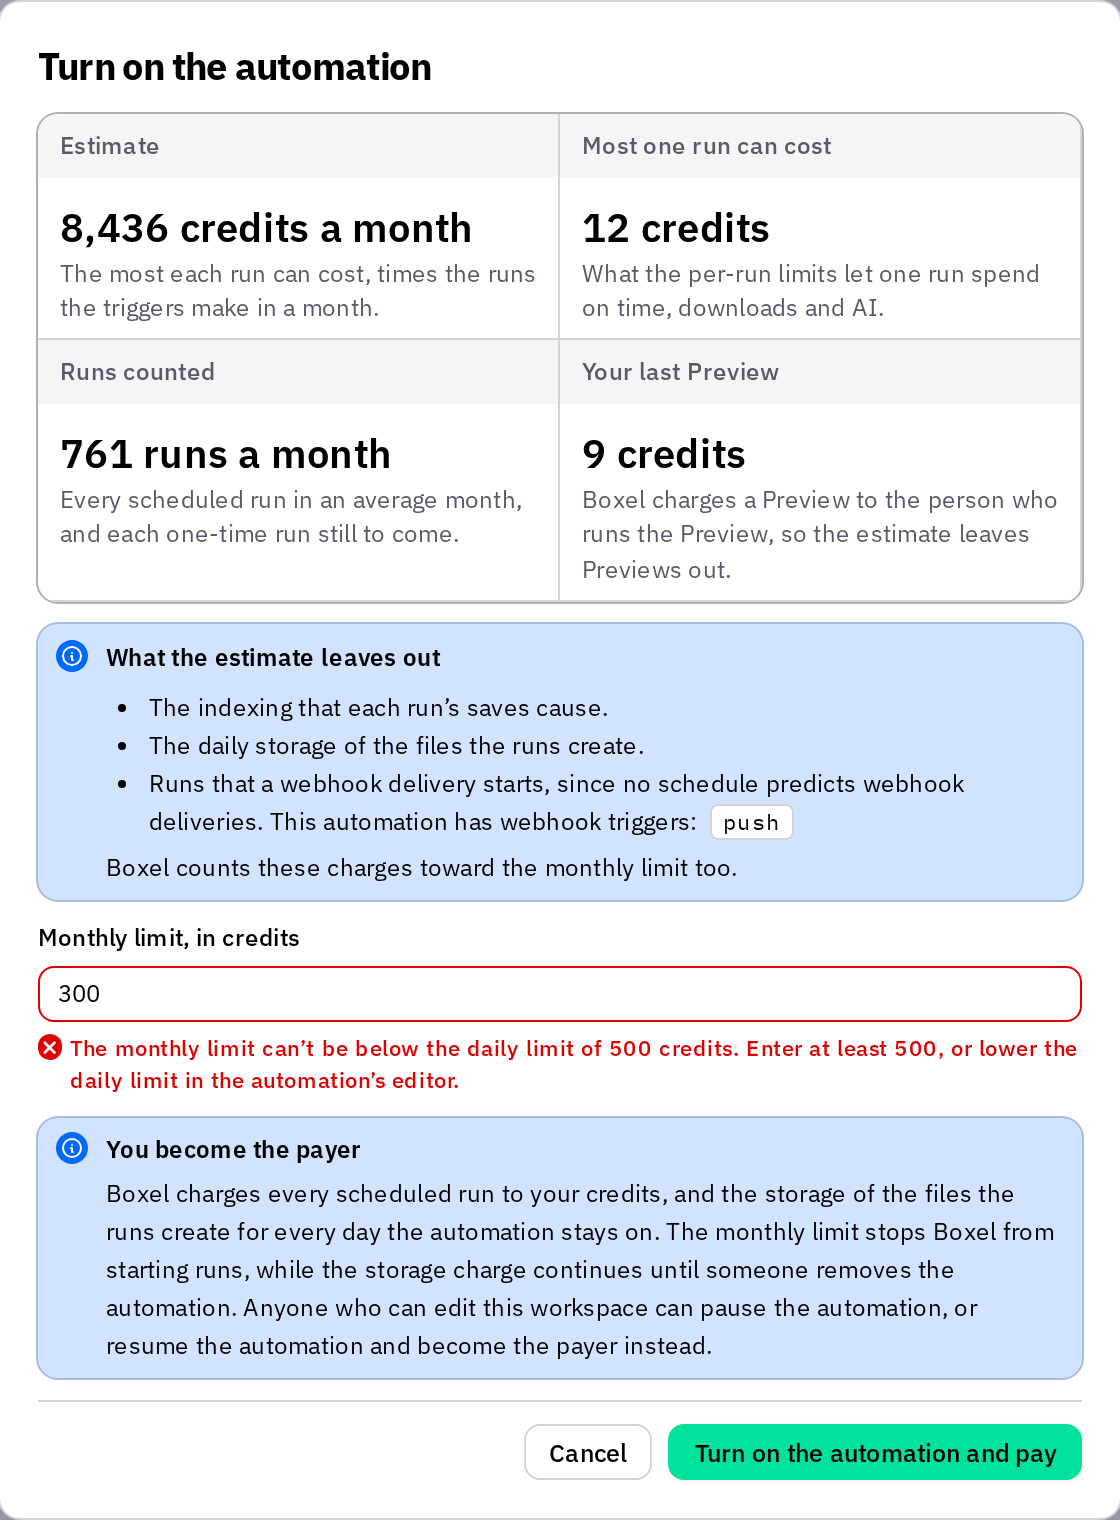 Turn on the automation
Estimate
8,436 credits a month
The most each run can cost, times the runs
the triggers make in a month.
Most one run can cost
12 credits
What the per-run limits let one run spend
on time, downloads and AI.
Runs counted
761 runs a month
Every scheduled run in an average month,
and each one-time run still to come.
Your last Preview
9 credits
Boxel charges a Preview to the person who
runs the Preview, so the estimate leaves
Previews out.
What the estimate leaves out
• The indexing that each run’s saves cause.
• The daily storage of the files the runs create.
• Runs that a webhook delivery starts, since no schedule predicts webhook
deliveries. This automation has webhook triggers: push
Boxel counts these charges toward the monthly limit too.
Monthly limit, in credits
300
The monthly limit can’t be below the daily limit of 500 credits. Enter at least 500, or lower the
daily limit in the automation’s editor.
You become the payer
Boxel charges every scheduled run to your credits, and the storage of the files the
runs create for every day the automation stays on. The monthly limit stops Boxel from
starting runs, while the storage charge continues until someone removes the
automation. Anyone who can edit this workspace can pause the automation, or
resume the automation and become the payer instead.
Cancel
Turn on the automation and pay